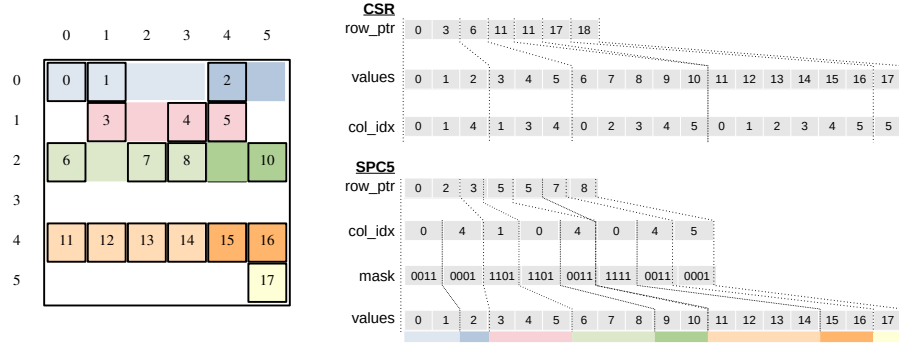 0 1 2 3 4 5
0 0 1 2
1 3 4 5
2 6 7 8 10
3
4 11 12 13 14 15 16
5 17
CSR
row_ptr 0 3 6 11 11 17 18
values 0 1 2 3 4 5 6 7 8 9 10 11 12 13 14 15 16 17
col_idx 0 1 4 1 3 4 0 2 3 4 5 0 1 2 3 4 5 5
SPC5
row_ptr 0 2 3 5 5 7 8
col_idx 0 4 1 0 4 0 4 5
mask 0011 0001 1101 1101 0011 1111 0011 0001
values 0 1 2 3 4 5 6 7 8 9 10 11 12 13 14 15 16 17